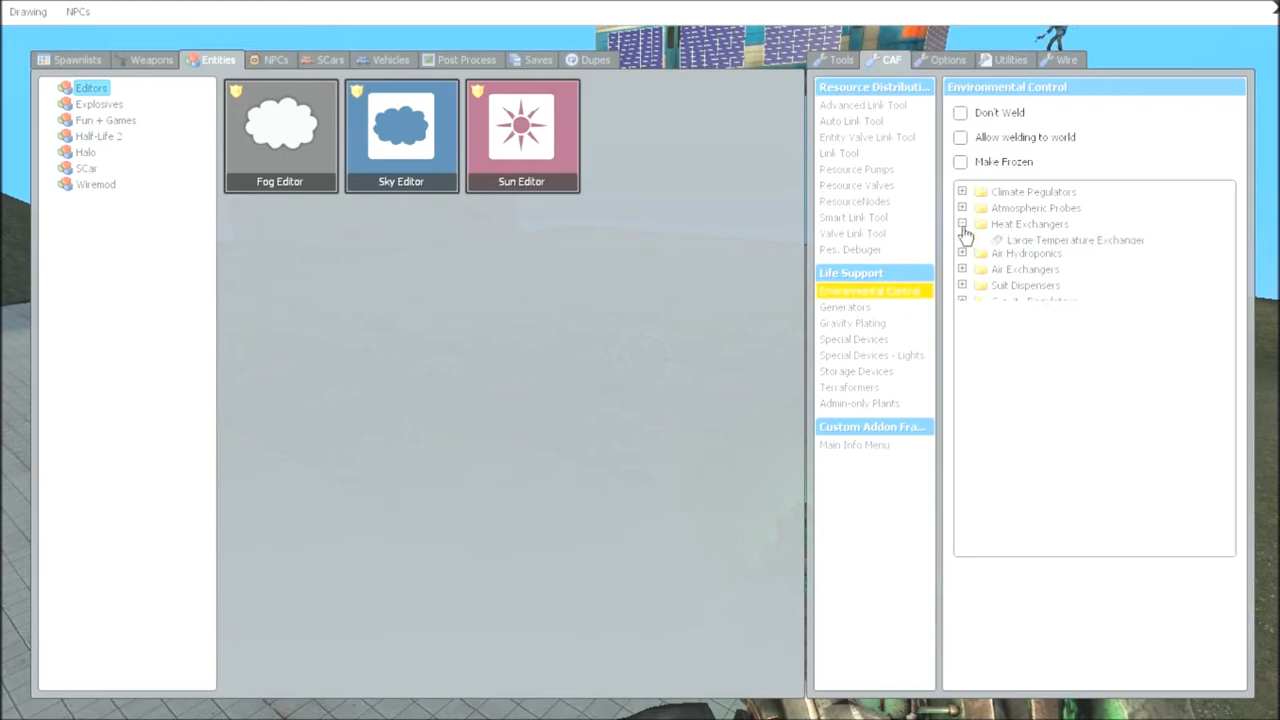 Drawing NPCs
Spawnlists Weapons Entities NPCs SCars Vehicles Post Process Saves Dupes
Editors
Explosives
Fun + Games
Half-Life 2
Halo
SCar
Wiremod
Fog Editor
Sky Editor
Sun Editor
Tools CAF Options Utilities Wire
Resource Distributi...
Advanced Link Tool
Auto Link Tool
Entity Valve Link Tool
Link Tool
Resource Pumps
Resource Valves
ResourceNodes
Smart Link Tool
Valve Link Tool
Res. Debuger
Life Support
Environmental Control
Generators
Gravity Plating
Special Devices
Special Devices - Lights
Storage Devices
Terraformers
Admin-only Plants
Custom Addon Fra...
Main Info Menu
Environmental Control
Don't Weld
Allow welding to world
Make Frozen
Climate Regulators
Atmospheric Probes
Heat Exchangers
Large Temperature Exchanger
Air Hydroponics
Air Exchangers
Suit Dispensers
Gravity Regulators